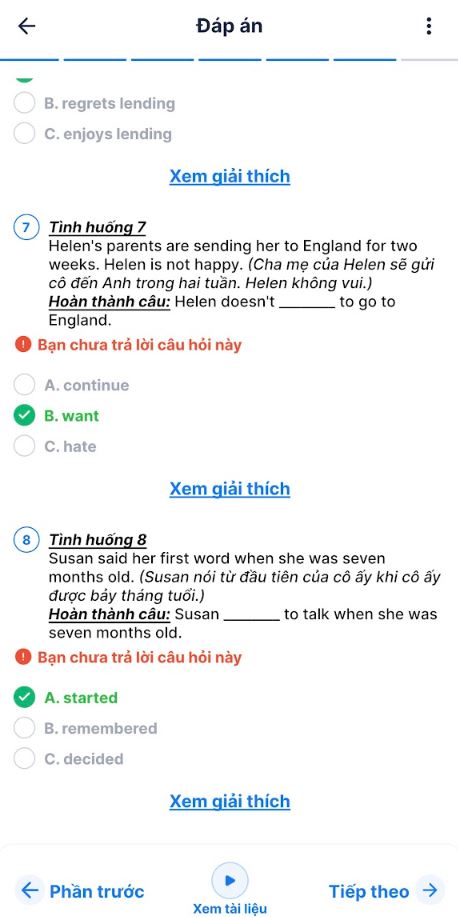 Đáp án
B. regrets lending
C. enjoys lending
Xem giải thích
7 Tình huống 7
Helen's parents are sending her to England for two
weeks. Helen is not happy. (Cha mẹ của Helen sẽ gửi
cô đến Anh trong hai tuần. Helen không vui.)
Hoàn thành câu: Helen doesn't ________ to go to
England.
Bạn chưa trả lời câu hỏi này
A. continue
B. want
C. hate
Xem giải thích
8 Tình huống 8
Susan said her first word when she was seven
months old. (Susan nói từ đầu tiên của cô ấy khi cô ấy
được bảy tháng tuổi.)
Hoàn thành câu: Susan ________ to talk when she was
seven months old.
Bạn chưa trả lời câu hỏi này
A. started
B. remembered
C. decided
Xem giải thích
Phần trước
Xem tài liệu
Tiếp theo